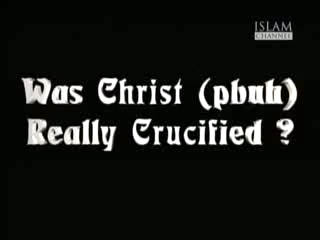 ISLAM
CHANNEL
Was Christ (pbuh)
Really Crucified ?